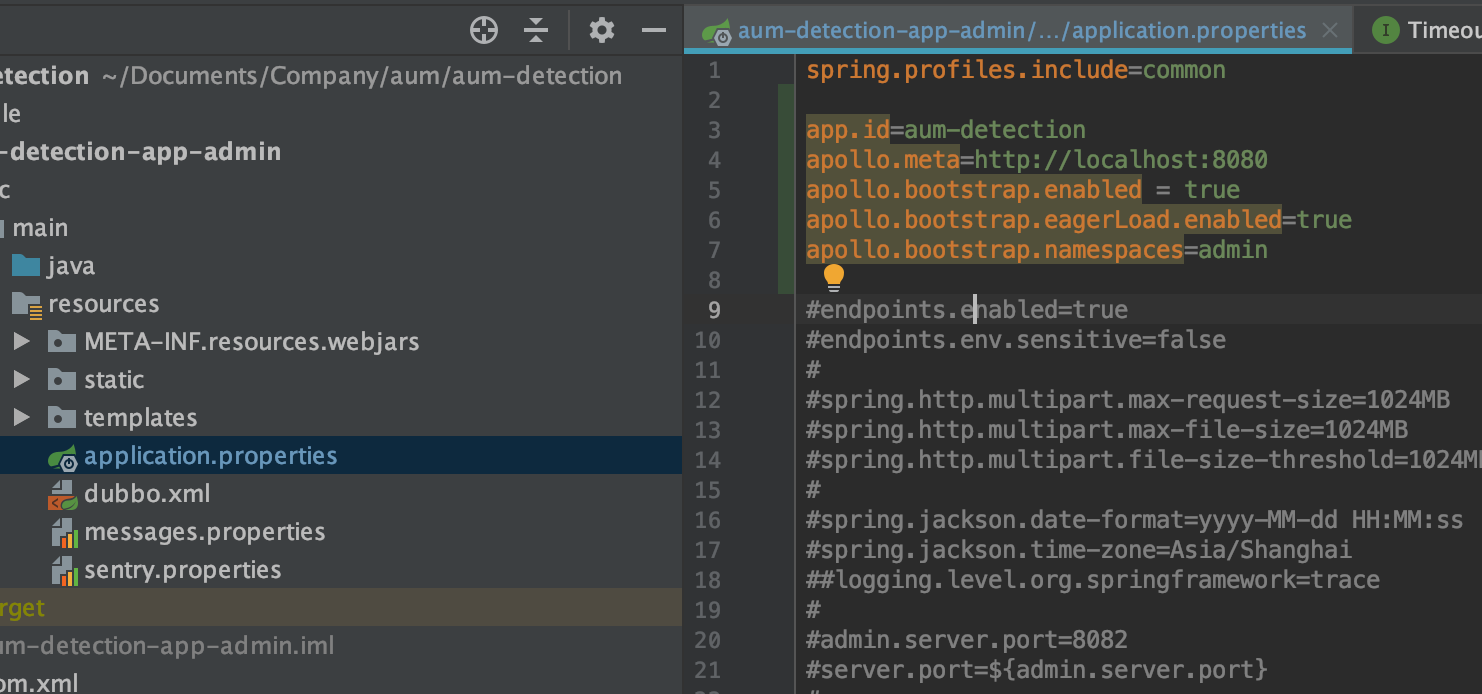 etection ~/Documents/Company/aum/aum-detection
le
-detection-app-admin
c
main
java
resources
META-INF.resources.webjars
static
templates
application.properties
dubbo.xml
messages.properties
sentry.properties
rget
um-detection-app-admin.iml
om.xml
aum-detection-app-admin/.../application.properties
I Timeou
1 spring.profiles.include=common
2
3 app.id=aum-detection
4 apollo.meta=http://localhost:8080
5 apollo.bootstrap.enabled = true
6 apollo.bootstrap.eagerLoad.enabled=true
7 apollo.bootstrap.namespaces=admin
8
9 #endpoints.enabled=true
10 #endpoints.env.sensitive=false
11 #
12 #spring.http.multipart.max-request-size=1024MB
13 #spring.http.multipart.max-file-size=1024MB
14 #spring.http.multipart.file-size-threshold=1024M
15 #
16 #spring.jackson.date-format=yyyy-MM-dd HH:MM:ss
17 #spring.jackson.time-zone=Asia/Shanghai
18 ##logging.level.org.springframework=trace
19 #
20 #admin.server.port=8082
21 #server.port=${admin.server.port}